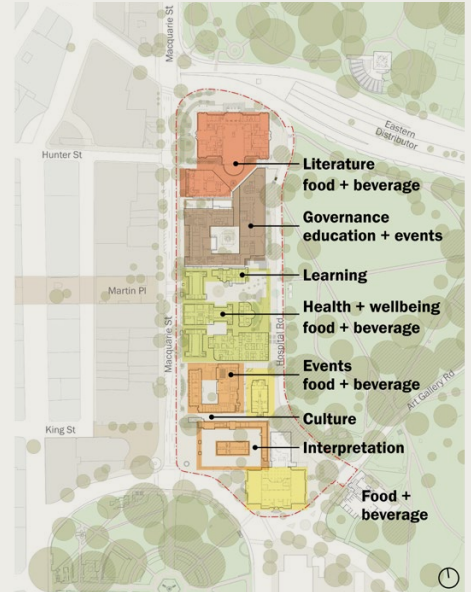 Macquarie St
Eastern
Distributor
Hunter St
Literature
food + beverage
Governance
education + events
Learning
Martin Pl
Health + wellbeing
food + beverage
Macquarie St
Hospital Rd
Events
food + beverage
Art Gallery Rd
Culture
King St
Interpretation
Food +
beverage